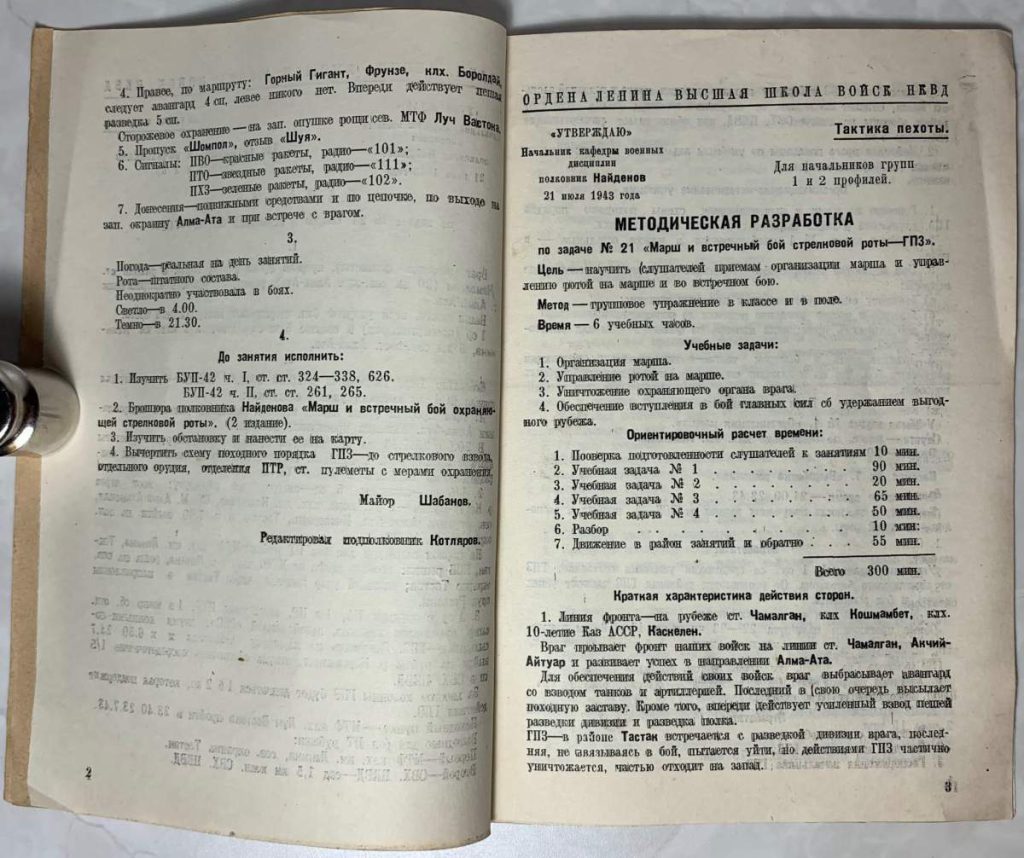 4. Правее, по маршруту: Горный Гигант, Фрунзе, клх. Боролдай,
следует авангард 4 сп, левее никого нет. Впереди действует пешая
разведка 5 сп.
Сторожевое охранение — на зап. опушке рощи сев. МТФ Луч Вастока.
5. Пропуск «Шомпол», отзыв «Шуя».
6. Сигналы: ПВО—красные ракеты, радио—«101»;
ПТО—звездные ракеты, радио—«111»;
ПХЗ—зеленые ракеты, радио—«102».
7. Донесения—подвижными средствами и по цепочке, по выходе на
зап. окраину Алма-Ата и при встрече с врагом.
3.
Погода—реальная на день занятий.
Рота—штатного состава.
Неоднократно участвовала в боях.
Светло—в 4.00.
Темно—в 21.30.
4.
До занятия исполнить:
1. Изучить БУП-42 ч. I, ст. ст. 324—338, 626.
БУП-42 ч. II, ст. ст. 261, 265.
2. Брошюра полковника Найденова «Марш и встречный бой охраняю-
щей стрелковой роты». (2 издание).
3. Изучить обстановку и нанести ее на карту.
4. Вычертить схему походного порядка ГПЗ—до стрелкового взвода,
отдельного орудия, отделения ПТР, ст. пулеметы с мерами охранения.
Майор Шабанов.
Редактировал подполковник Котляров.
2
ОРДЕНА ЛЕНИНА ВЫСШАЯ ШКОЛА ВОЙСК НКВД
«УТВЕРЖДАЮ»
Начальник кафедры военных
дисциплин
полковник Найденов
21 июля 1943 года
Тактика пехоты.
Для начальников групп
1 и 2 профилей.
МЕТОДИЧЕСКАЯ РАЗРАБОТКА
по задаче № 21 «Марш и встречный бой стрелковой роты—ГПЗ».
Цель — научить слушателей приемам организации марша и управ-
лению ротой на марше и во встречном бою.
Метод — групповое упражнение в классе и в поле.
Время — 6 учебных часов.
Учебные задачи:
1. Организация марша.
2. Управление ротой на марше.
3. Уничтожение охраняющего органа врага.
4. Обеспечение вступления в бой главных сил сб удержанием выгод-
ного рубежа.
Ориентировочный расчет времени:
1. Пооверка подготовленности слушателей к занятиям 10 мин.
2. Учебная задача № 1 . . . . . . . . 90 мин.
3. Учебная задача № 2 . . . . . . . . 20 мин.
4. Учебная задача № 3 . . . . . . . . 65 мин.
5. Учебная задача № 4 . . . . . . . . 50 мин.
6. Разбор . . . . . . . . 10 мин:
7. Движение в район занятий и обратно . . . 55 мин.
Всего 300 мин.
Краткая характеристика действия сторон.
1. Линия фронта—на рубеже ст. Чамалган, клх Кошмамбет, клх.
10-летие Каз АССР, Каскелен.
Враг прорывает фронт наших войск на линии ст. Чамалган, Анчий-
Айтуар и развивает успех в направлении Алма-Ата.
Для обеспечения действий своих войск враг выбрасывает авангард
со взводом танков и артиллерией. Последний в свою очередь высылает
походную заставу. Кроме того, впереди действует усиленный взвод пешей
разведки дивизии и разведка полка.
ГПЗ—в районе Тастан встречается с разведкой дивизии врага, послед-
няя, не ввязываясь в бой, пытается уйти, но действиями ГПЗ частично
уничтожается, частью отходит на запад.
3